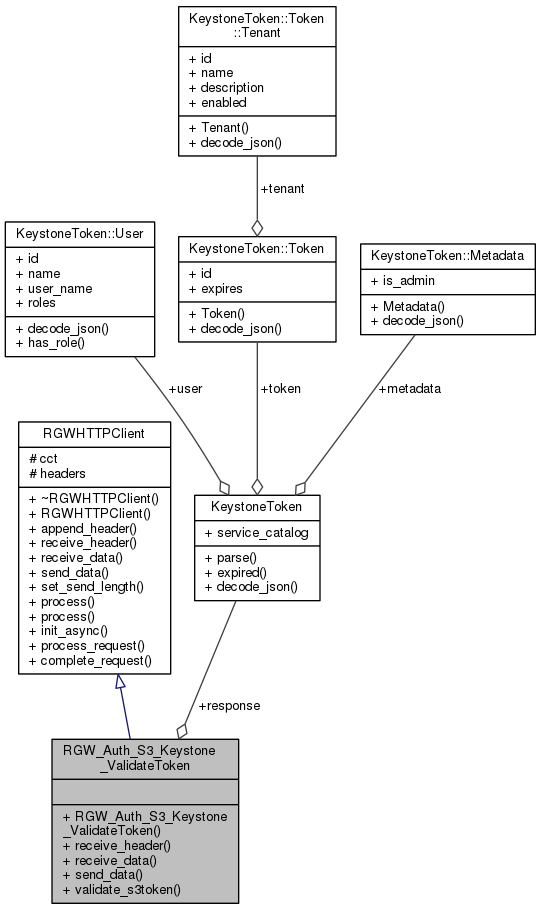 KeystoneToken::Token
::Tenant
+ id
+ name
+ description
+ enabled
+ Tenant()
+ decode_json()
+tenant
KeystoneToken::User
+ id
+ name
+ user_name
+ roles
+ decode_json()
+ has_role()
KeystoneToken::Token
+ id
+ expires
+ Token()
+ decode_json()
KeystoneToken::Metadata
+ is_admin
+ Metadata()
+ decode_json()
+user
+token
+metadata
RGWHTTPClient
# cct
# headers
+ ~RGWHTTPClient()
+ RGWHTTPClient()
+ append_header()
+ receive_header()
+ receive_data()
+ send_data()
+ set_send_length()
+ process()
+ process()
+ init_async()
+ process_request()
+ complete_request()
KeystoneToken
+ service_catalog
+ parse()
+ expired()
+ decode_json()
+response
RGW_Auth_S3_Keystone
_ValidateToken
+ RGW_Auth_S3_Keystone
_ValidateToken()
+ receive_header()
+ receive_data()
+ send_data()
+ validate_s3token()